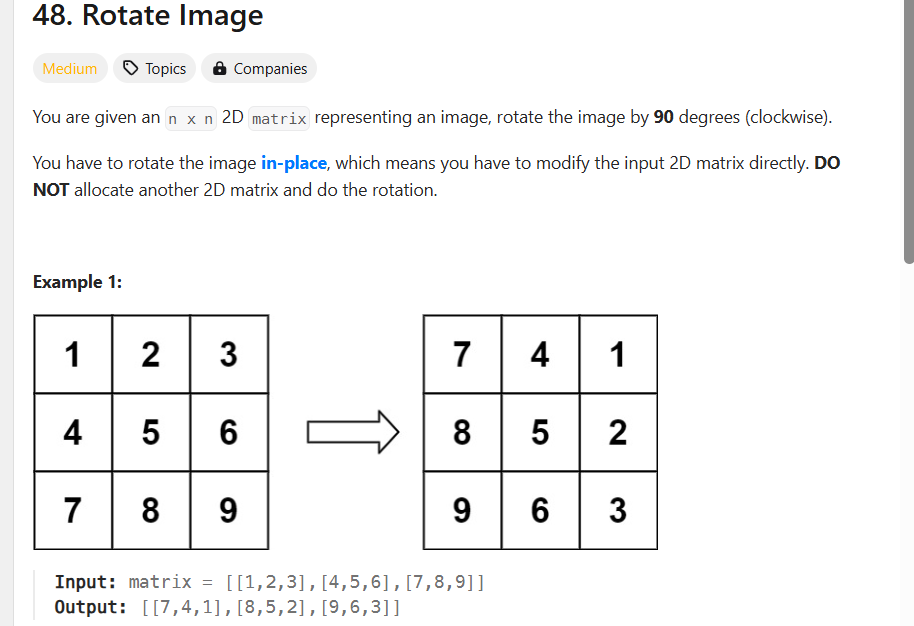 48. Rotate Image
Medium Topics Companies
You are given an n x n 2D matrix representing an image, rotate the image by 90 degrees (clockwise).
You have to rotate the image in-place, which means you have to modify the input 2D matrix directly. DO
NOT allocate another 2D matrix and do the rotation.
Example 1:
1 2 3 7 4 1
4 5 6 8 5 2
7 8 9 9 6 3
Input: matrix = [[1,2,3],[4,5,6],[7,8,9]]
Output: [[7,4,1],[8,5,2],[9,6,3]]